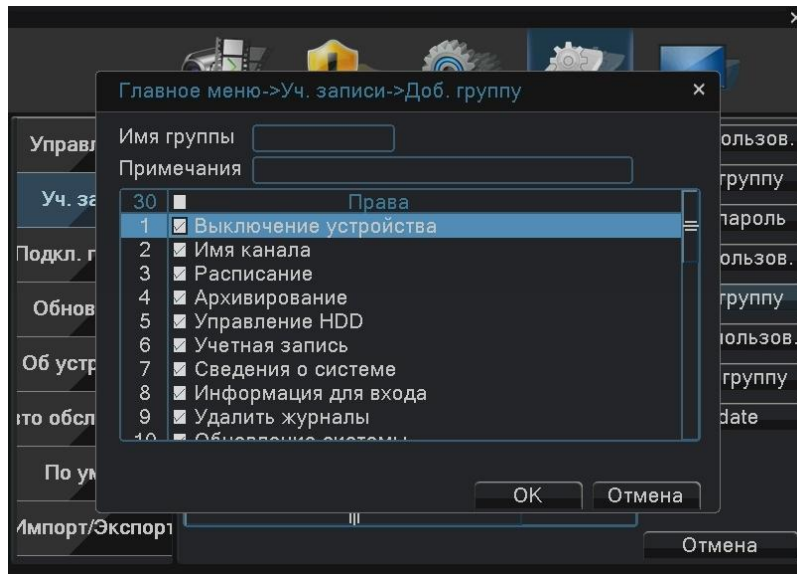 Главное меню->Уч. записи->Доб. группу
Имя группы
Примечания
30 Права
1 Выключение устройства
2 Имя канала
3 Расписание
4 Архивирование
5 Управление HDD
6 Учетная запись
7 Сведения о системе
8 Информация для входа
9 Удалить журналы
10 Обновление системы
OK Отмена
Управл
Уч. за
Подкл. г
Обнов
Об устр
то обсл
По ум
Импорт/Экспорт
ользов.
группу
пароль
ользов.
группу
ользов.
группу
date
Отмена